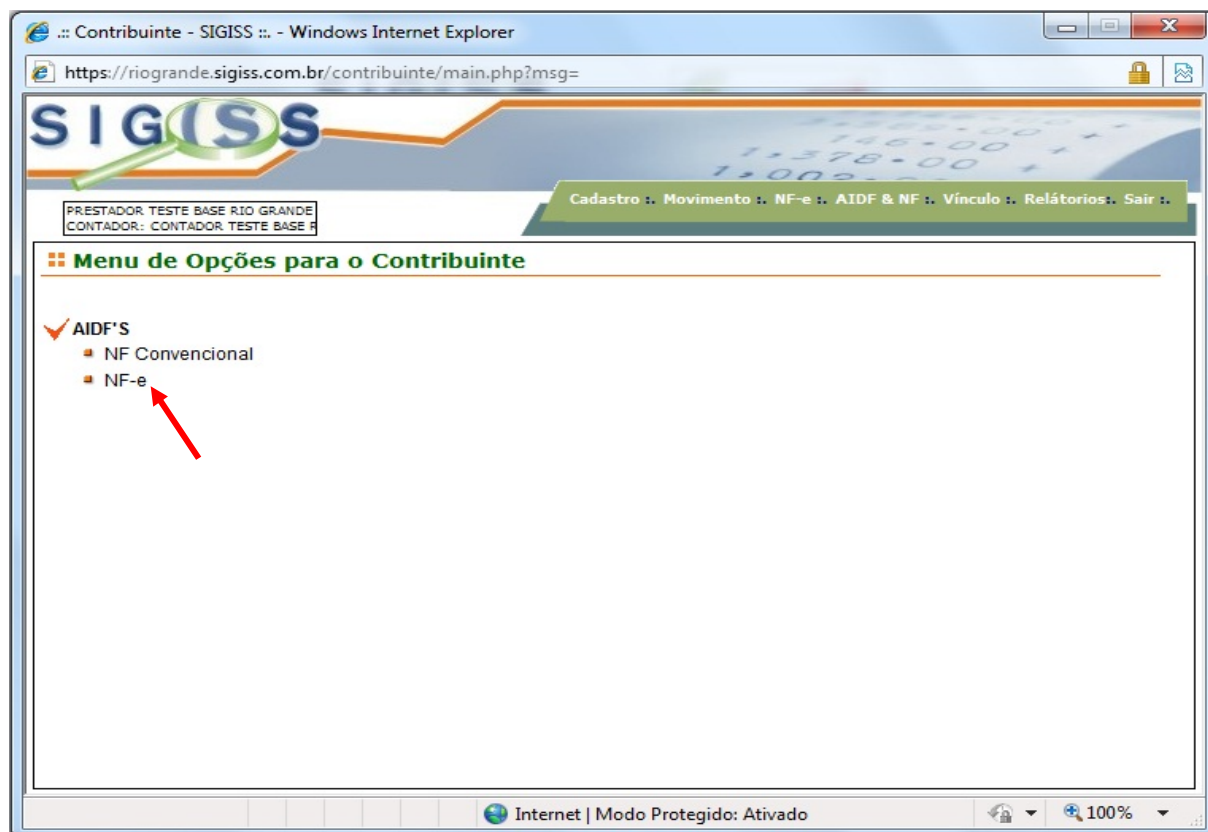 .:: Contribuinte - SIGISS ::. - Windows Internet Explorer
https://riogrande.sigiss.com.br/contribuinte/main.php?msg=
SIGISS
PRESTADOR TESTE BASE RIO GRANDE
CONTADOR: CONTADOR TESTE BASE
Cadastro :. Movimento :. NF-e :. AIDF & NF :. Vínculo :. Relátorios:. Sair :.
Menu de Opções para o Contribuinte
AIDF'S
NF Convencional
NF-e
Internet | Modo Protegido: Ativado
100%